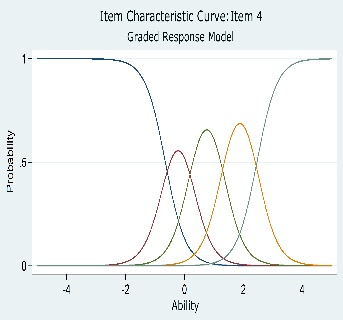 Item Characteristic Curve: Item 4
Graded Response Model
Probability
1
.5
0
-4 -2 0 2 4
Ability